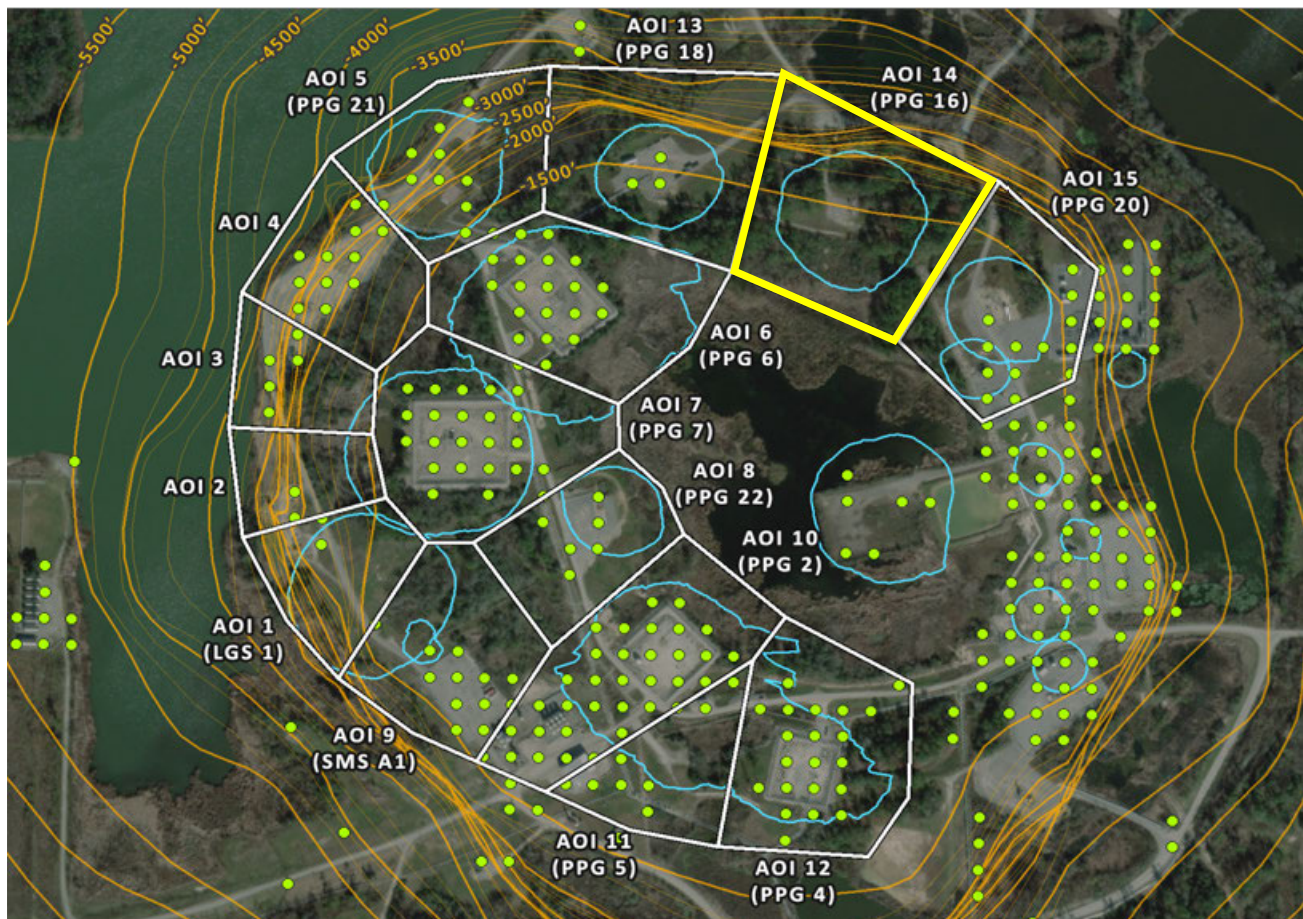 -5500'
-5000'
-4500'
-4000'
-3500'
-3000'
-2500'
-2000'
-1500'
AOI 13
(PPG 18)
AOI 14
(PPG 16)
AOI 5
(PPG 21)
AOI 15
(PPG 20)
AOI 4
AOI 3
AOI 6
(PPG 6)
AOI 7
(PPG 7)
AOI 2
AOI 8
(PPG 22)
AOI 10
(PPG 2)
AOI 1
(LGS 1)
AOI 9
(SMS A1)
AOI 11
(PPG 5)
AOI 12
(PPG 4)